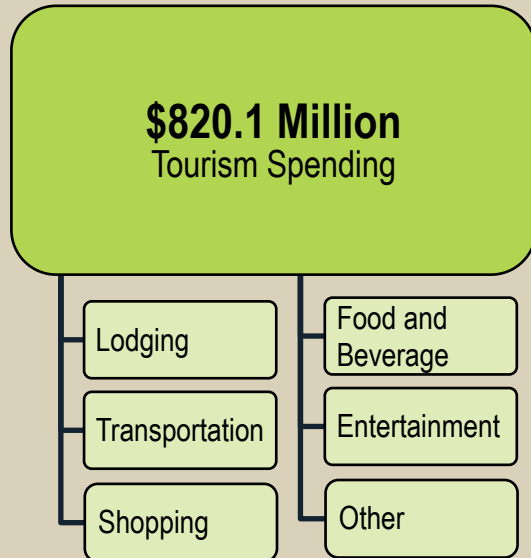 $820.1 Million
Tourism Spending
Lodging
Transportation
Shopping
Food and
Beverage
Entertainment
Other